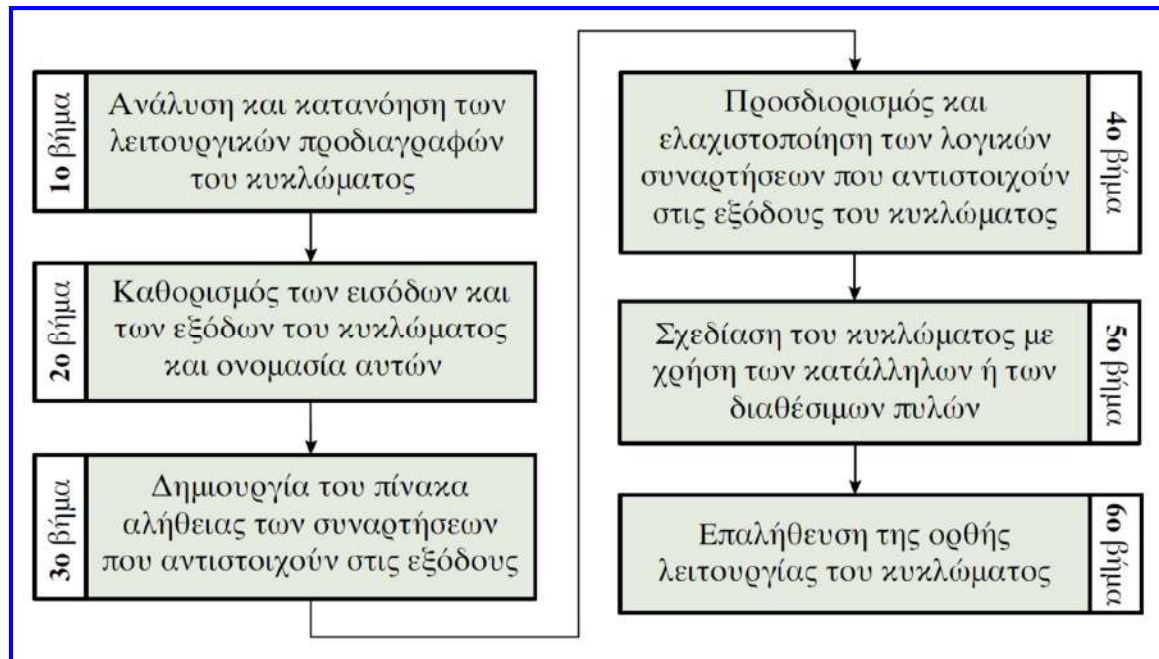 1ο βήμα
Ανάλυση και κατανόηση των
λειτουργικών προδιαγραφών
του κυκλώματος
2ο βήμα
Καθορισμός των εισόδων και
των εξόδων του κυκλώματος
και ονομασία αυτών
3ο βήμα
Δημιουργία του πίνακα
αλήθειας των συναρτήσεων
που αντιστοιχούν στις εξόδους
4ο βήμα
Προσδιορισμός και
ελαχιστοποίηση των λογικών
συναρτήσεων που αντιστοιχούν
στις εξόδους του κυκλώματος
5ο βήμα
Σχεδίαση του κυκλώματος με
χρήση των κατάλληλων ή των
διαθέσιμων πυλών
6ο βήμα
Επαλήθευση της ορθής
λειτουργίας του κυκλώματος